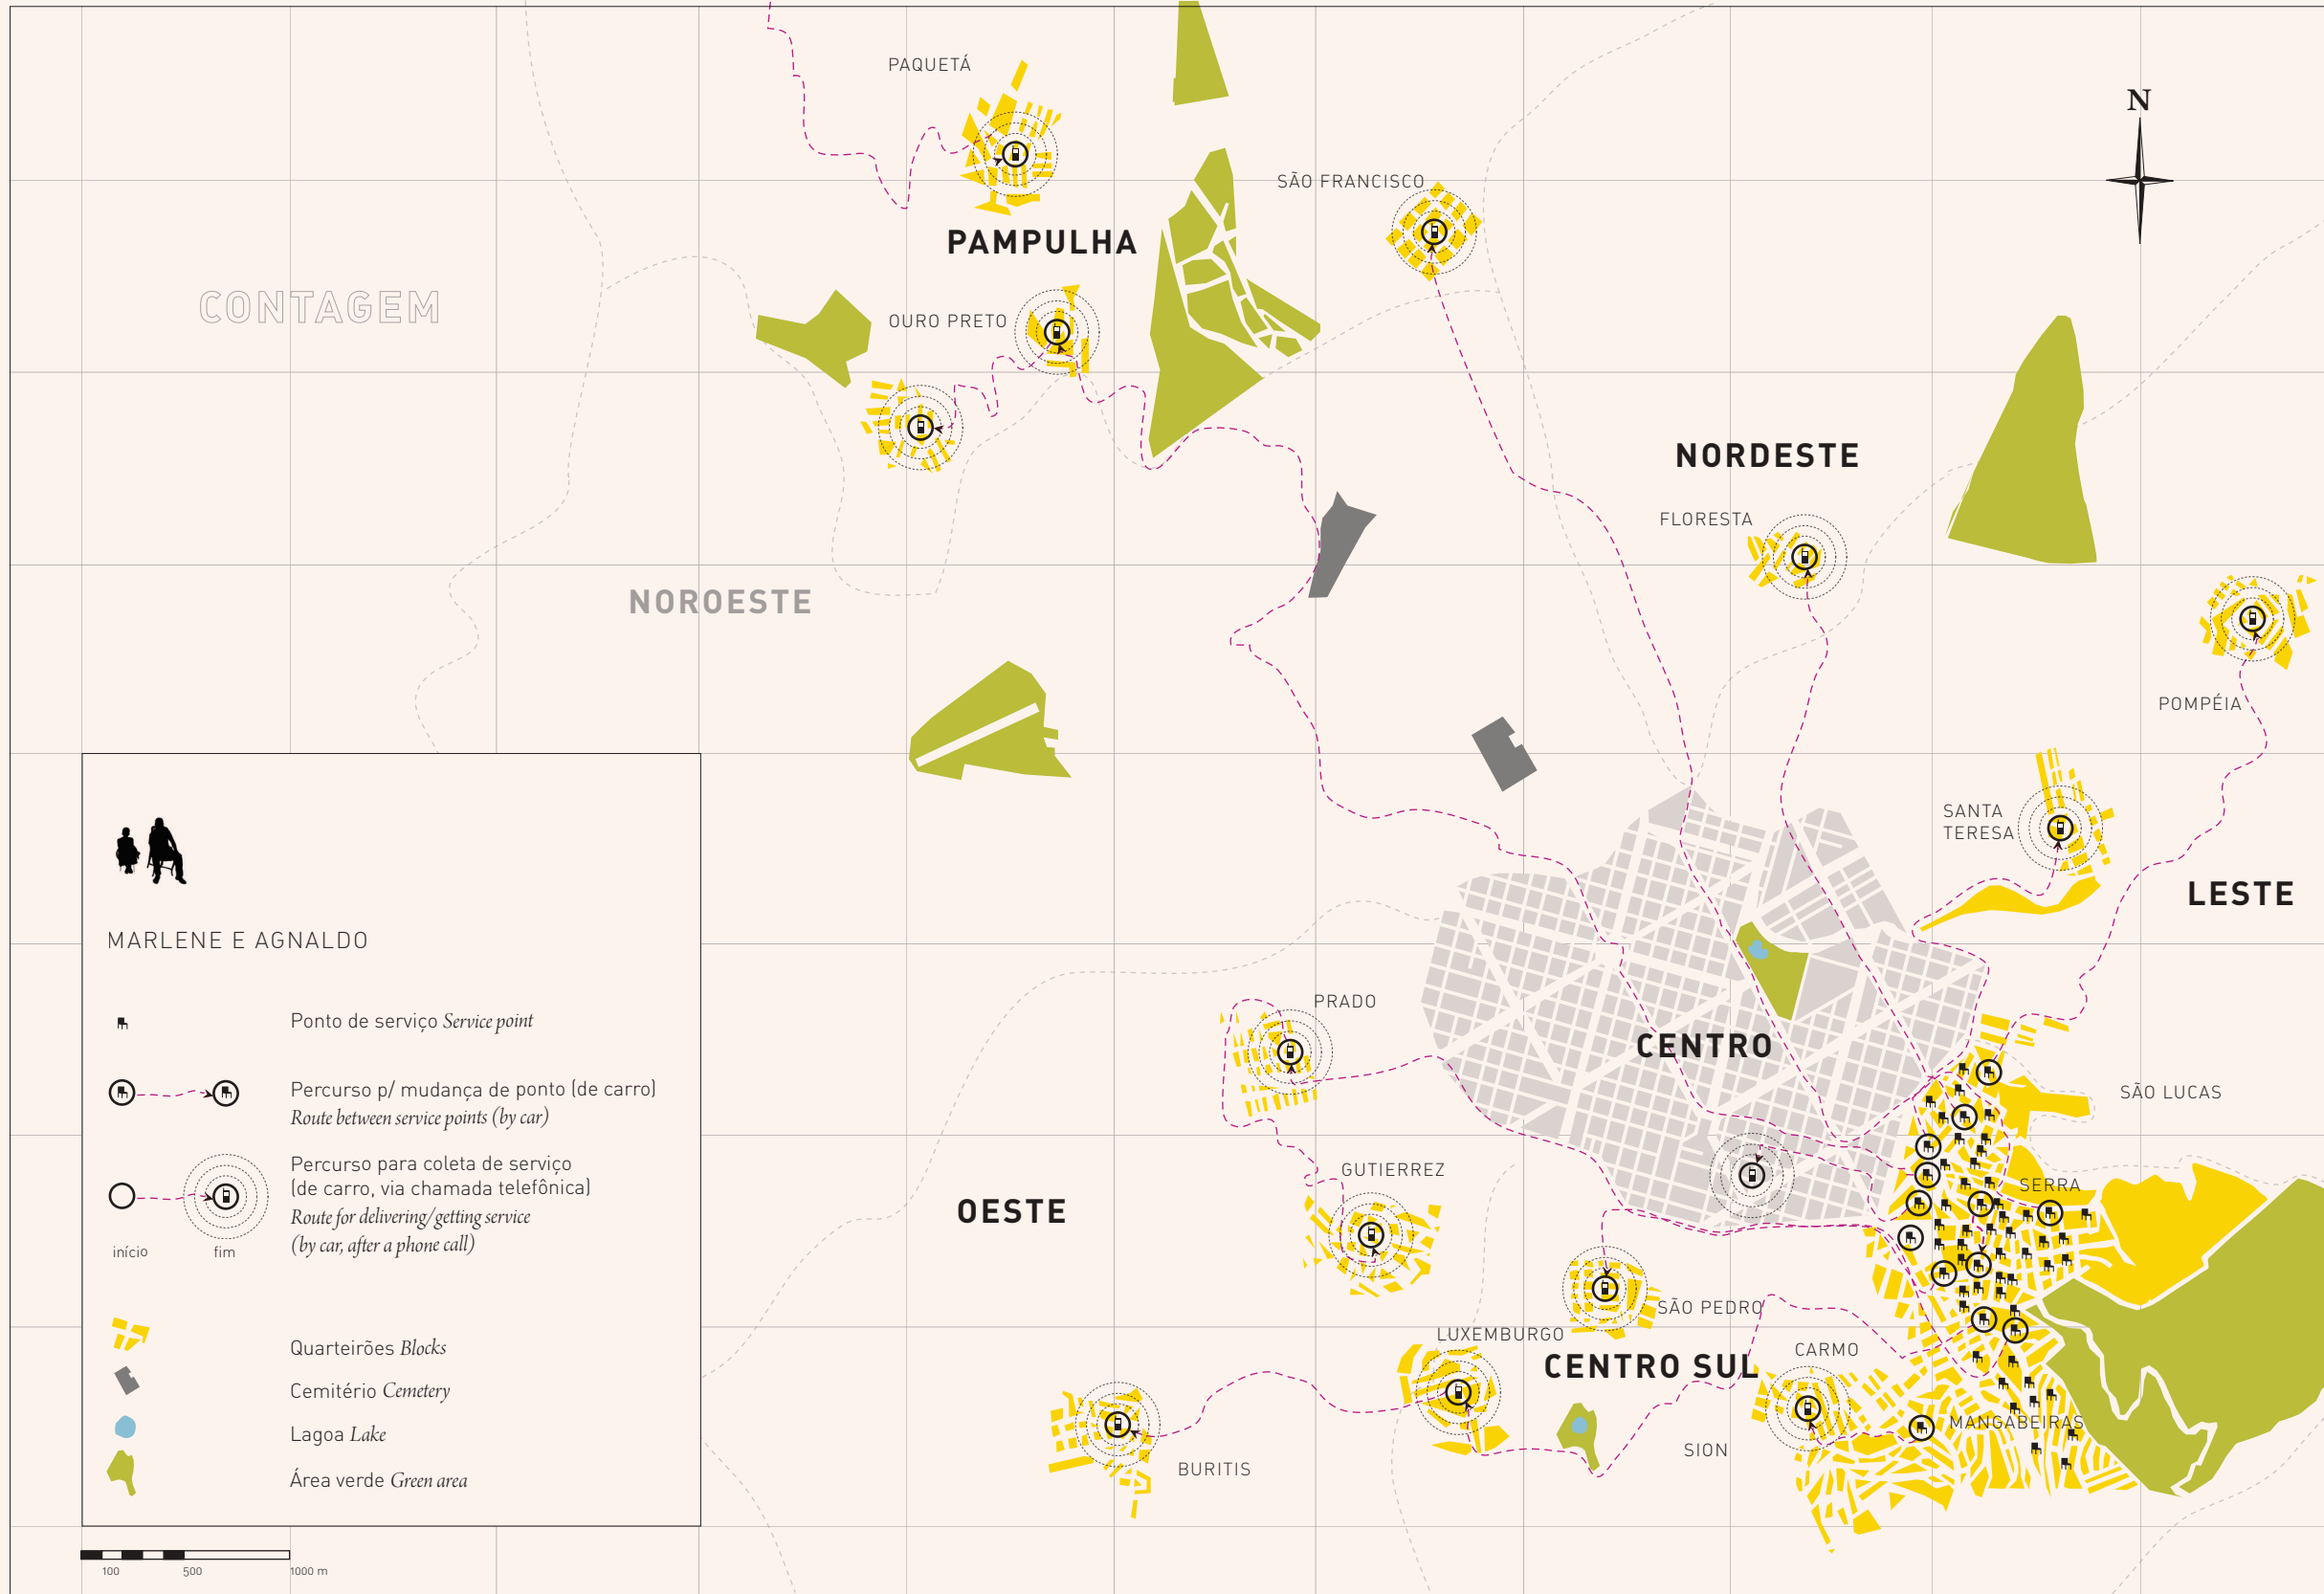 PAQUETÁ
N
SÃO FRANCISCO
PAMPULHA
CONTAGEM
OURO PRETO
NORDESTE
FLORESTA
NOROESTE
POMPÉIA
SANTA
TERESA
LESTE
MARLENE E AGNALDO
Ponto de serviço Service point
Percurso p/ mudança de ponto (de carro)
Route between service points (by car)
Percurso para coleta de serviço
(de carro, via chamada telefônica)
Route for delivering/getting service
(by car, after a phone call)
início fim
Quarteirões Blocks
Cemitério Cemetery
Lagoa Lake
Área verde Green area
100 500 1000 m
PRADO
CENTRO
SÃO LUCAS
GUTIERREZ
SERRA
OESTE
SÃO PEDRO
LUXEMBURGO
CENTRO SUL
CARMO
MANGABEIRAS
SION
BURITIS